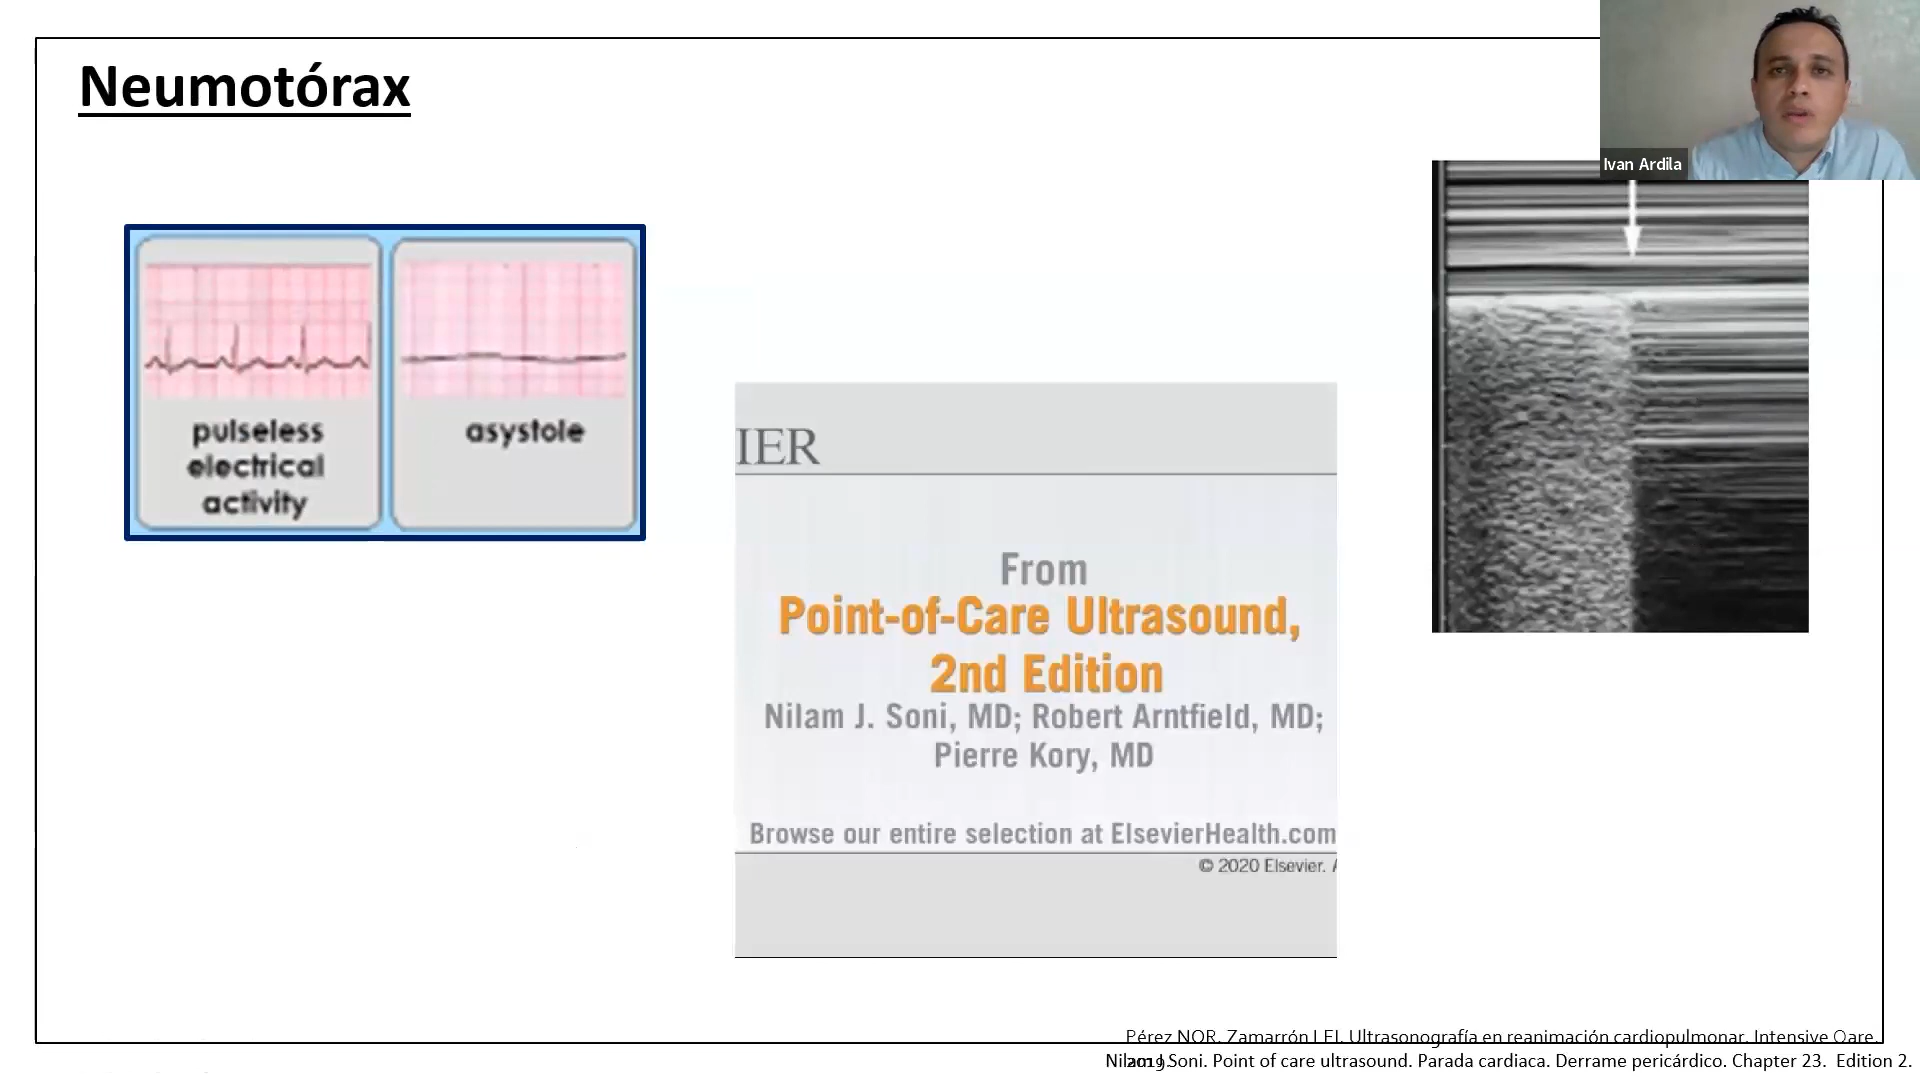 Neumotórax
Ivan Ardila
pulseless
electrical
activity
asystole
IER
From
Point-of-Care Ultrasound,
2nd Edition
Nilam J. Soni, MD; Robert Arntfield, MD;
Pierre Kory, MD
Browse our entire selection at ElsevierHealth.com
© 2020 Elsevier. A
Pérez NOR, Zamarrón LEI. Ultrasonografía en reanimación cardiopulmonar. Intensive Qare.
2019.
Nilam J Soni. Point of care ultrasound. Parada cardiaca. Derrame pericárdico. Chapter 23. Edition 2.